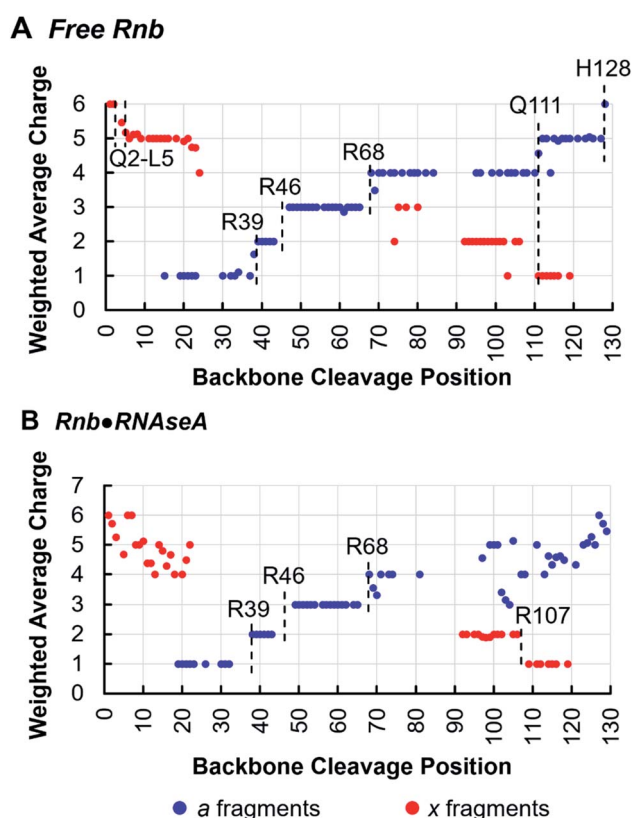 A Free Rnb
Weighted Average Charge
6
5
4
3
2
1
0
Q2-L5
R39
R46
R68
Q111
H128
0 10 20 30 40 50 60 70 80 90 100 110 120 130
Backbone Cleavage Position
B Rnb●RNAseA
Weighted Average Charge
7
6
5
4
3
2
1
0
R39
R46
R68
R107
0 10 20 30 40 50 60 70 80 90 100 110 120 130
Backbone Cleavage Position
a fragments x fragments